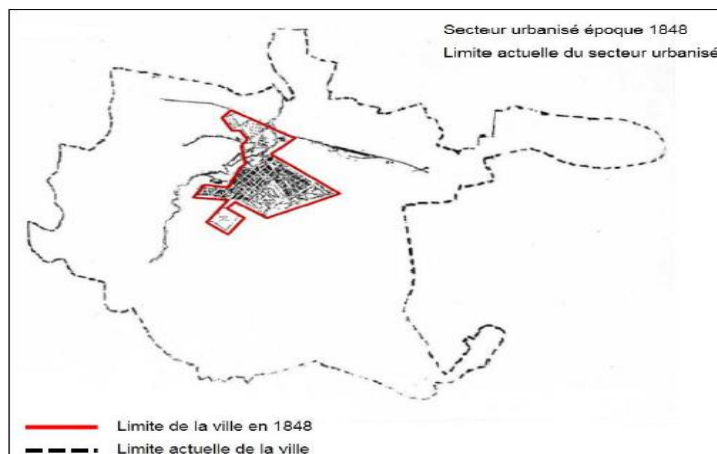 Secteur urbanisé époque 1848
Limite actuelle du secteur urbanisé
Limite de la ville en 1848
Limite actuelle de la ville